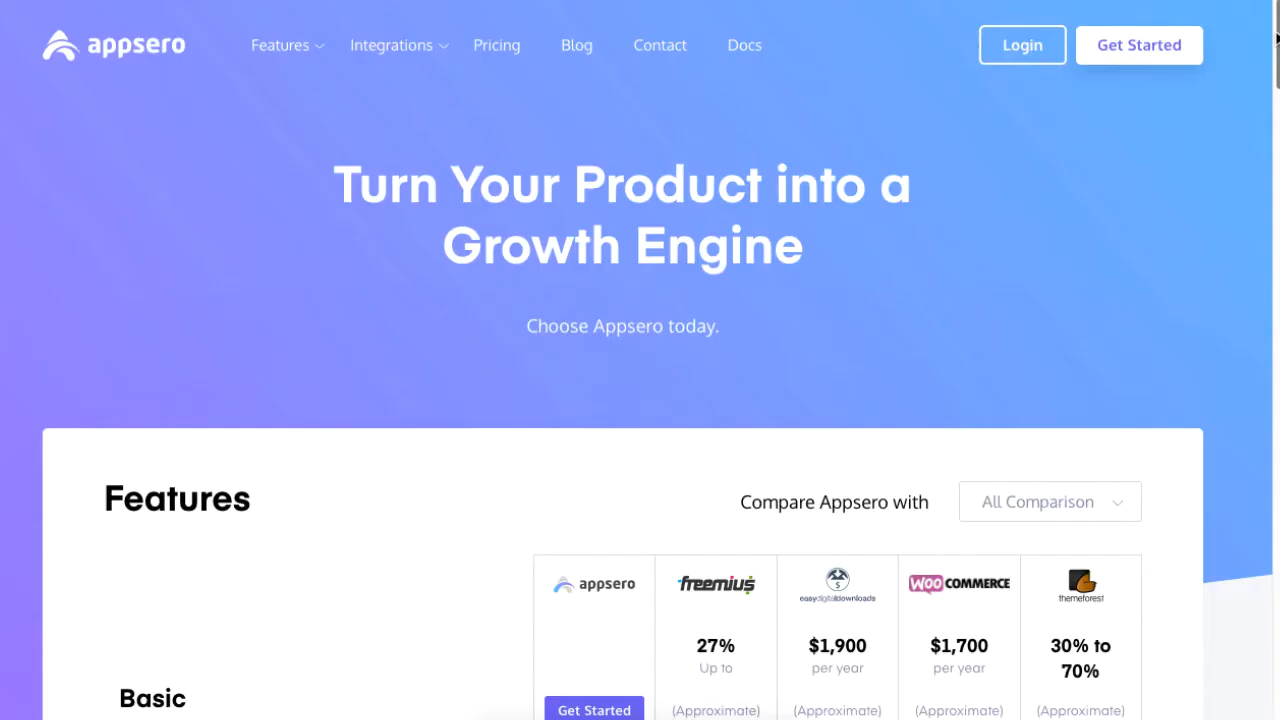 appsero
Features
Integrations
Pricing
Blog
Contact
Docs
Login
Get Started
Turn Your Product into a
Growth Engine
Choose Appsero today.
Features
Compare Appsero with
All Comparison
appsero
freemius
easydigitaldownloads
WOO COMMERCE
themeforest
27%
Up to
$1,900
per year
$1,700
per year
30% to
70%
Basic
Get Started
(Approximate)
(Approximate)
(Approximate)
(Approximate)